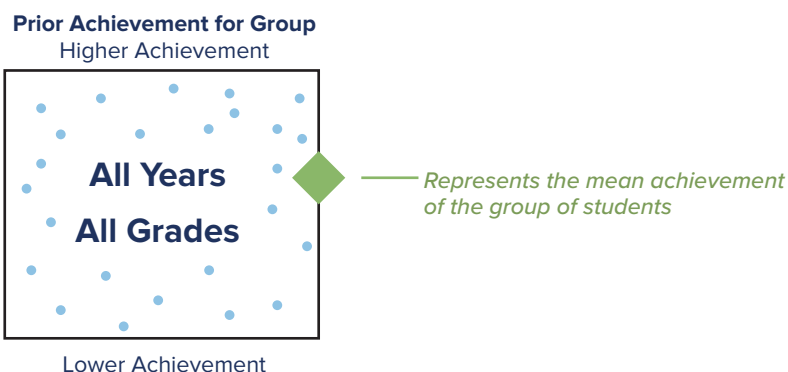 Prior Achievement for Group
Higher Achievement
All Years
All Grades
Represents the mean achievement
of the group of students
Lower Achievement